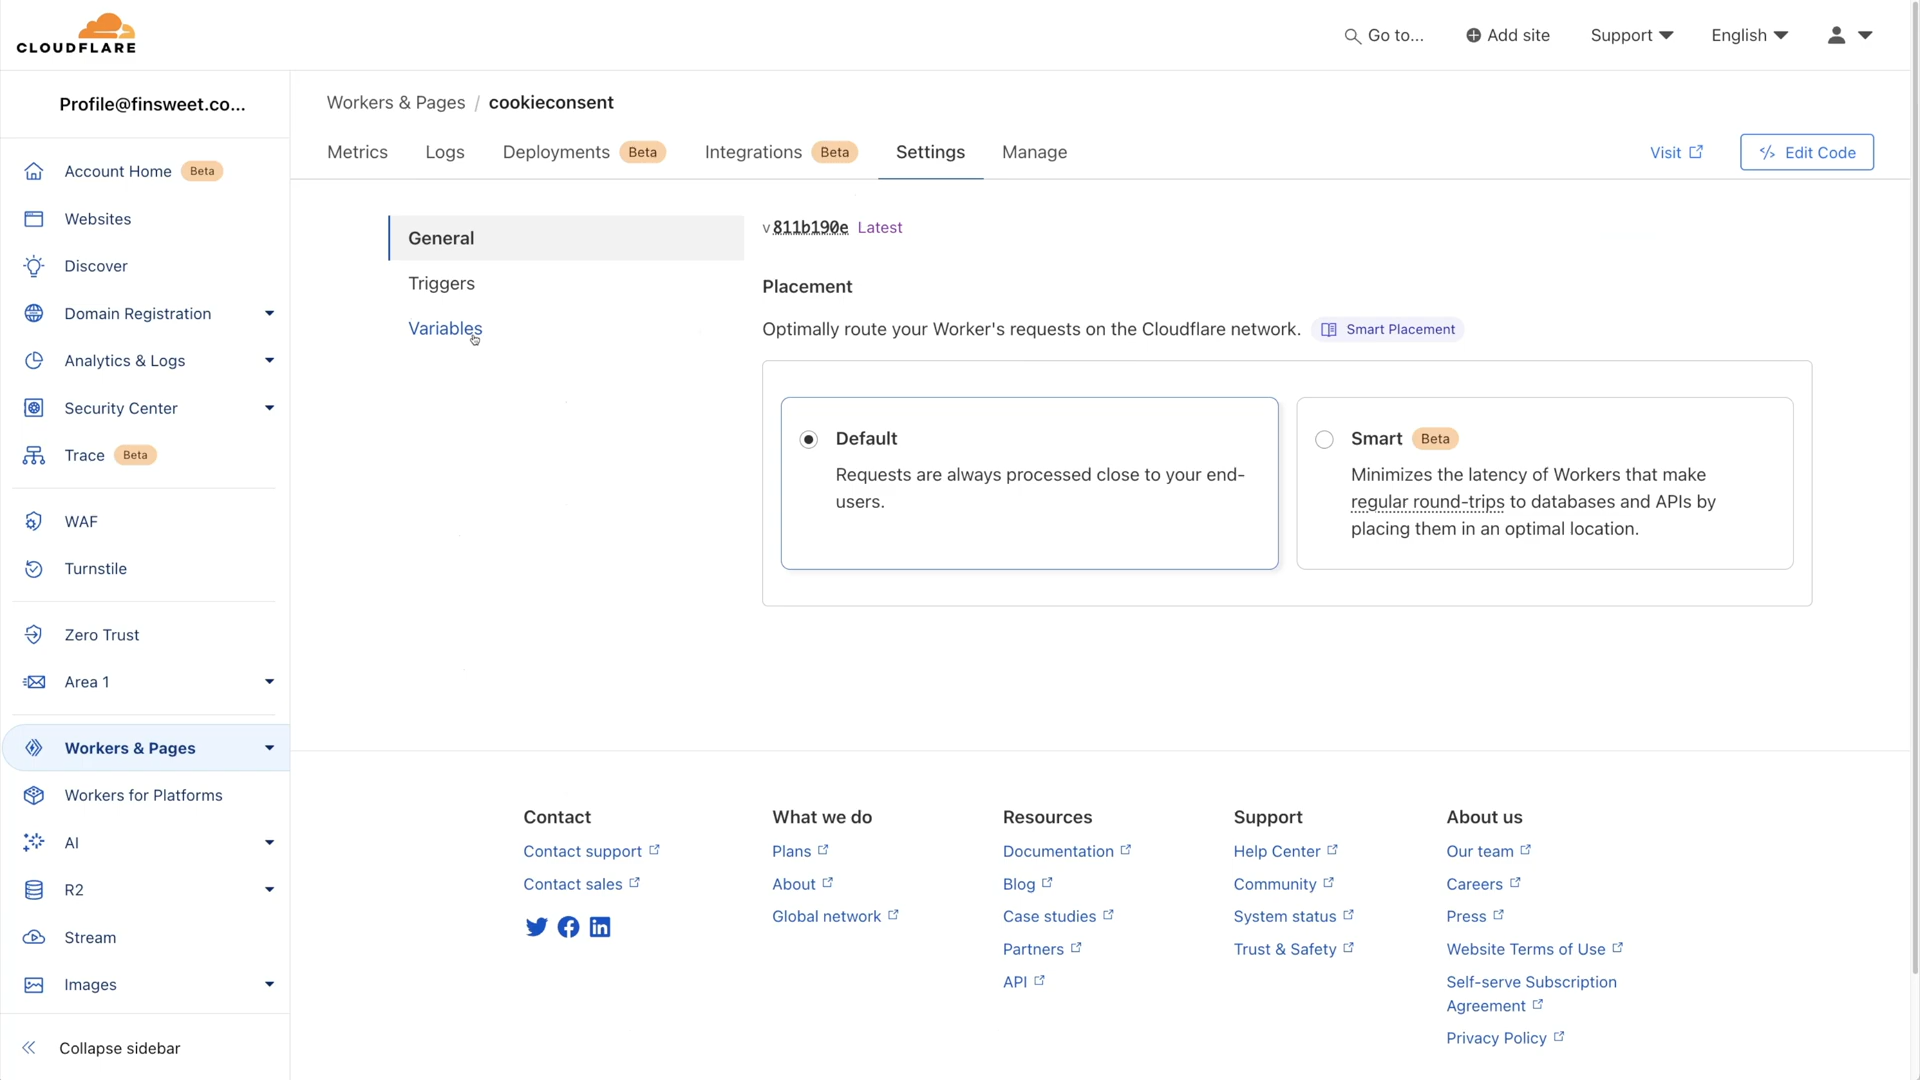 CLOUDFLARE
Go to...
Add site
Support
English
Profile@finsweet.co...
Account Home Beta
Websites
Discover
Domain Registration
Analytics & Logs
Security Center
Trace Beta
WAF
Turnstile
Zero Trust
Area 1
Workers & Pages
Workers for Platforms
AI
R2
Stream
Images
Collapse sidebar
Workers & Pages / cookieconsent
Metrics Logs Deployments Beta Integrations Beta Settings Manage
Visit
Edit Code
General
Triggers
Variables
v 811b190e Latest
Placement
Optimally route your Worker's requests on the Cloudflare network. Smart Placement
Default
Requests are always processed close to your end-
users.
Smart Beta
Minimizes the latency of Workers that make
regular round-trips to databases and APIs by
placing them in an optimal location.
Contact
Contact support
Contact sales
What we do
Plans
About
Global network
Resources
Documentation
Blog
Case studies
Partners
API
Support
Help Center
Community
System status
Trust & Safety
About us
Our team
Careers
Press
Website Terms of Use
Self-serve Subscription
Agreement
Privacy Policy